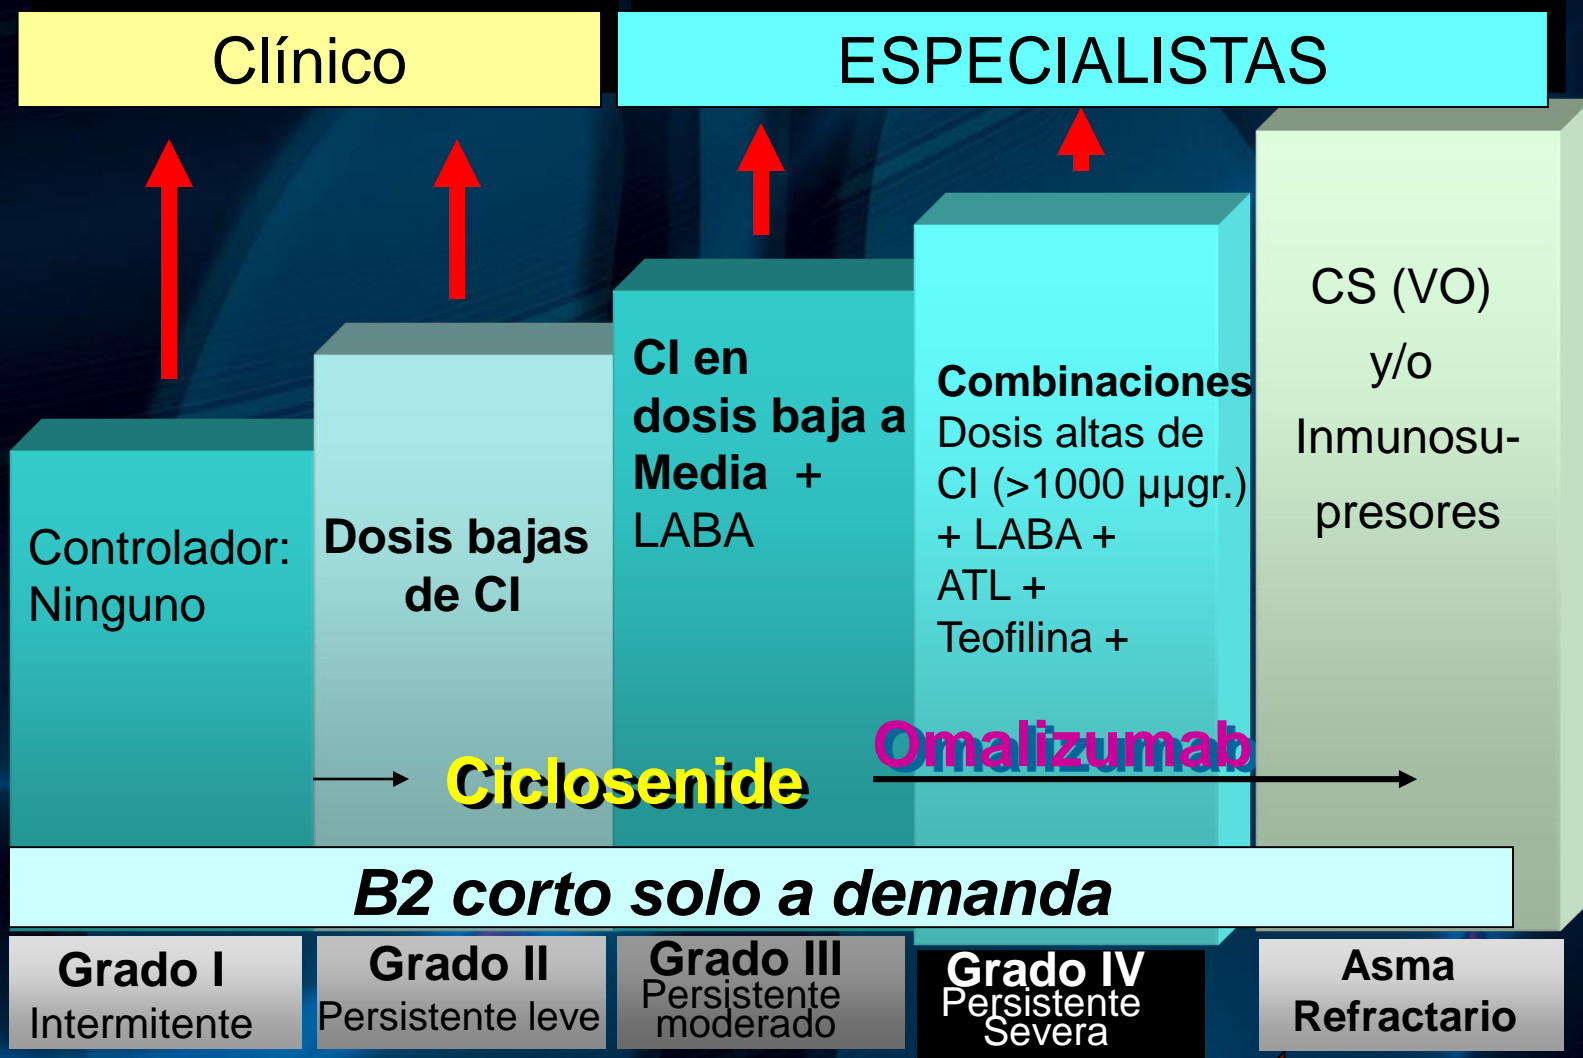 Clínico
ESPECIALISTAS
Controlador:
Ninguno
Dosis bajas
de CI
CI en
dosis baja a
Media +
LABA
Combinaciones
Dosis altas de
CI (>1000 µµgr.)
+ LABA +
ATL +
Teofilina +
CS (VO)
y/o
Inmunosu-
presores
Ciclosenide
Omalizumab
B2 corto solo a demanda
Grado I
Intermitente
Grado II
Persistente leve
Grado III
Persistente
moderado
Grado IV
Persistente
Severa
Asma
Refractario